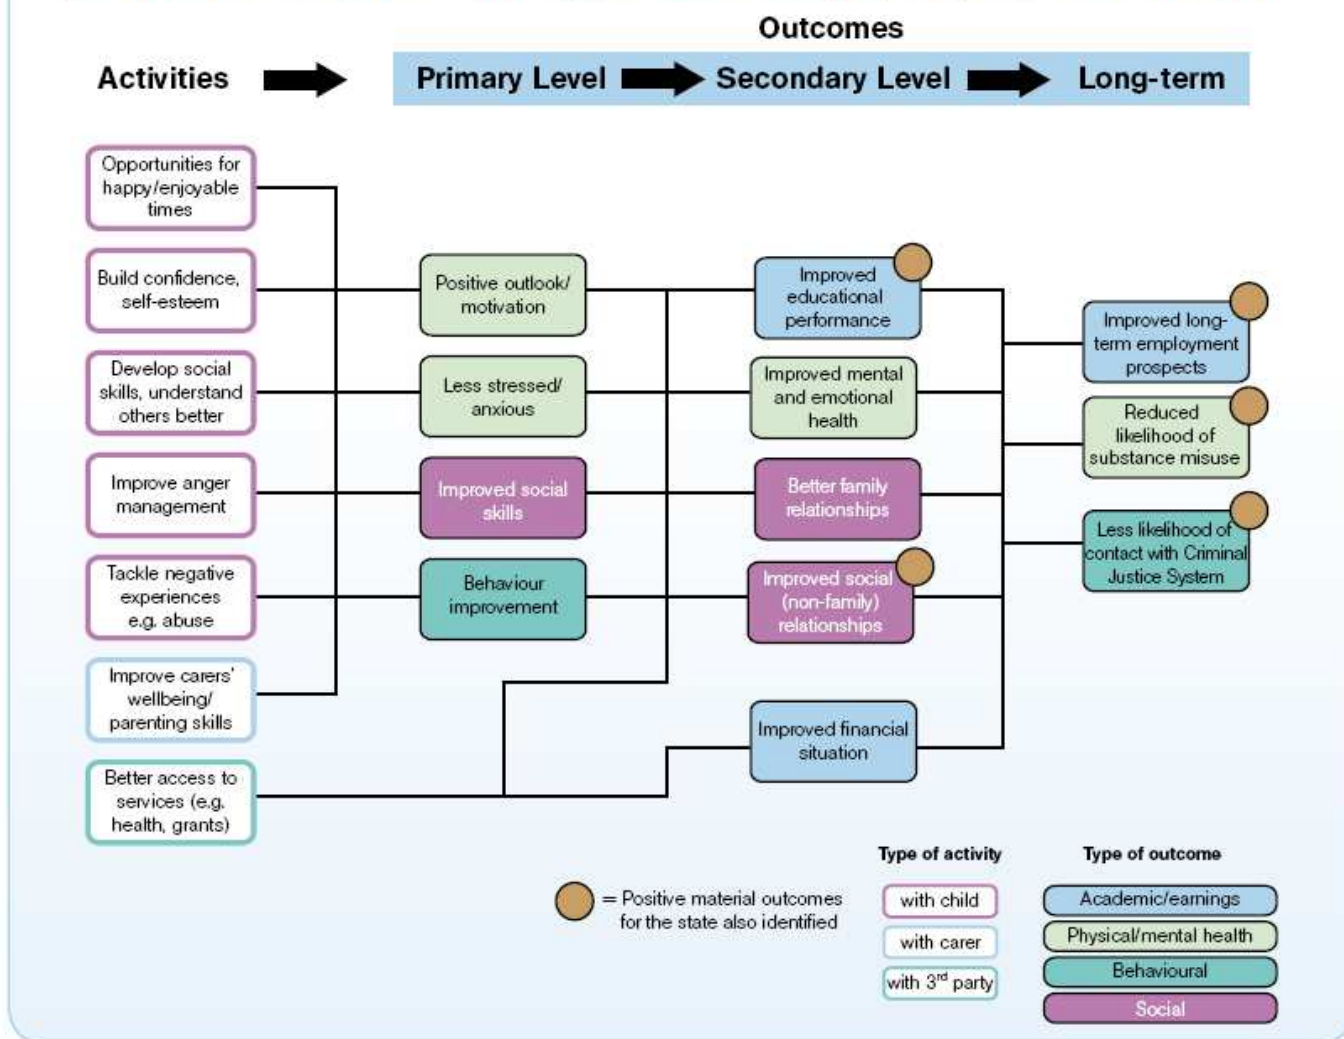 Outcomes
Activities
Primary Level
Secondary Level
Long-term
Opportunities for
happy/enjoyable
times
Build confidence,
self-esteem
Develop social
skills, understand
others better
Improve anger
management
Tackle negative
experiences
e.g. abuse
Improve carers'
wellbeing/
parenting skills
Better access to
services (e.g.
health, grants)
Positive outlook/
motivation
Less stressed/
anxious
Improved social
skills
Behaviour
improvement
Improved
educational
performance
Improved mental
and emotional
health
Better family
relationships
Improved social
(non-family)
relationships
Improved financial
situation
Improved long-
term employment
prospects
Reduced
likelihood of
substance misuse
Less likelihood of
contact with Criminal
Justice System
= Positive material outcomes
for the state also identified
Type of activity
with child
with carer
with 3rd party
Type of outcome
Academic/earnings
Physical/mental health
Behavioural
Social